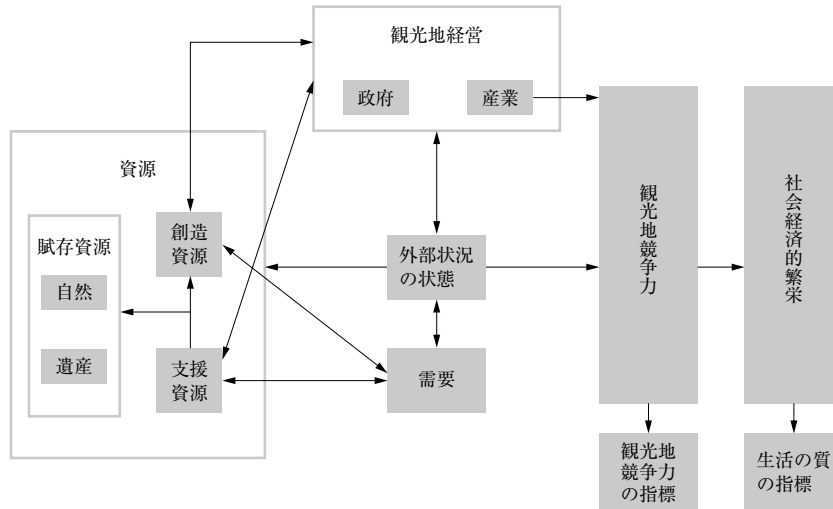 観光地経営
政府
産業
資源
賦存資源
自然
遺産
創造
資源
支援
資源
外部状況
の状態
需要
観光地競争力
社会経済的繁栄
観光地
競争力
の指標
生活の質
の指標